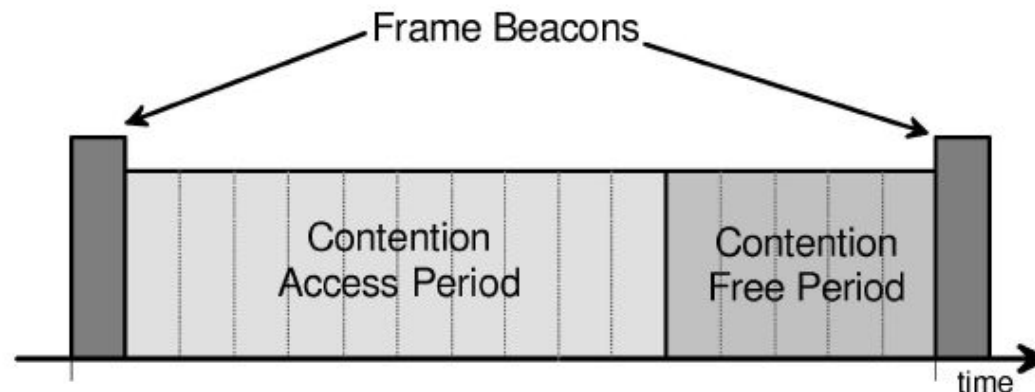 Frame Beacons
Contention
Access Period
Contention
Free Period
time